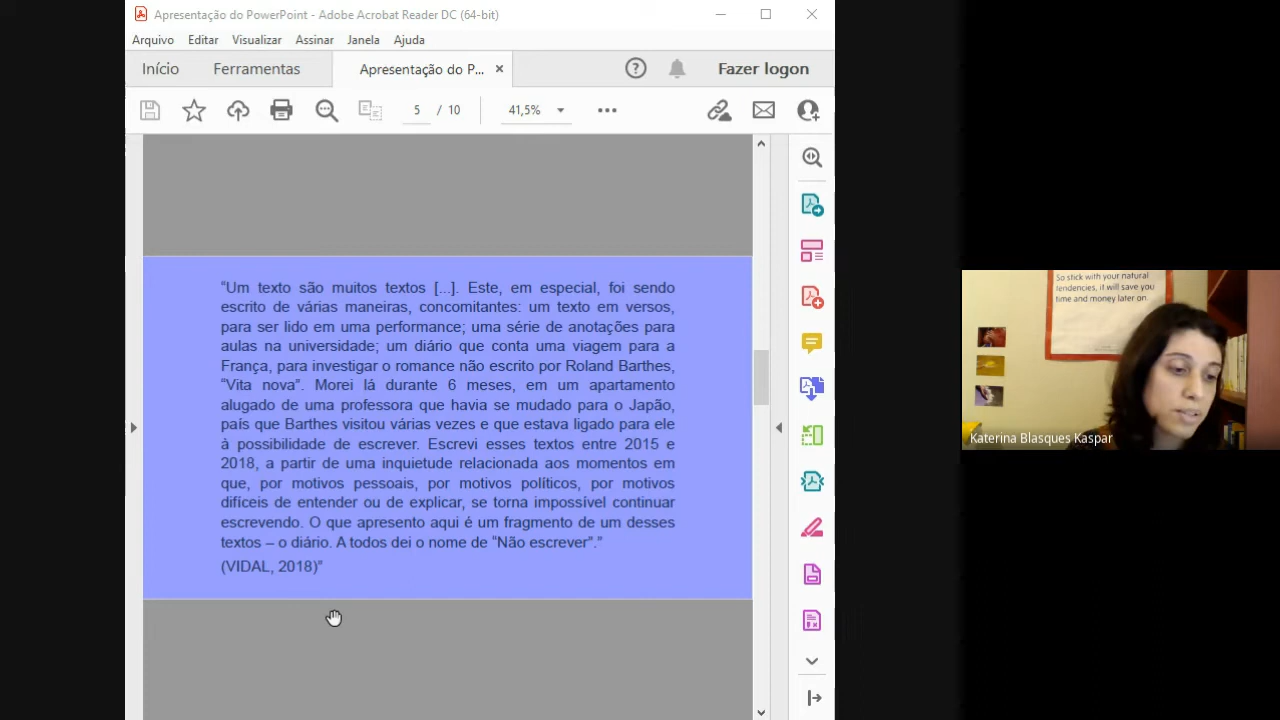 Apresentação do PowerPoint - Adobe Acrobat Reader DC (64-bit)
Arquivo Editar Visualizar Assinar Janela Ajuda
Início Ferramentas Apresentação do P... × Fazer logon
5 / 10 41,5%
“Um texto são muitos textos [...]. Este, em especial, foi sendo
escrito de várias maneiras, concomitantes: um texto em versos,
para ser lido em uma performance; uma série de anotações para
aulas na universidade; um diário que conta uma viagem para a
França, para investigar o romance não escrito por Roland Barthes,
“Vita nova”. Morei lá durante 6 meses, em um apartamento
alugado de uma professora que havia se mudado para o Japão,
país que Barthes visitou várias vezes e que estava ligado para ele
à possibilidade de escrever. Escrevi esses textos entre 2015 e
2018, a partir de uma inquietude relacionada aos momentos em
que, por motivos pessoais, por motivos políticos, por motivos
difíceis de entender ou de explicar, se torna impossível continuar
escrevendo. O que apresento aqui é um fragmento de um desses
textos – o diário. A todos dei o nome de “Não escrever”.”
(VIDAL, 2018)”
So stick with your natural
tendencies, it will save you
time and money later on.
Katerina Blasques Kaspar